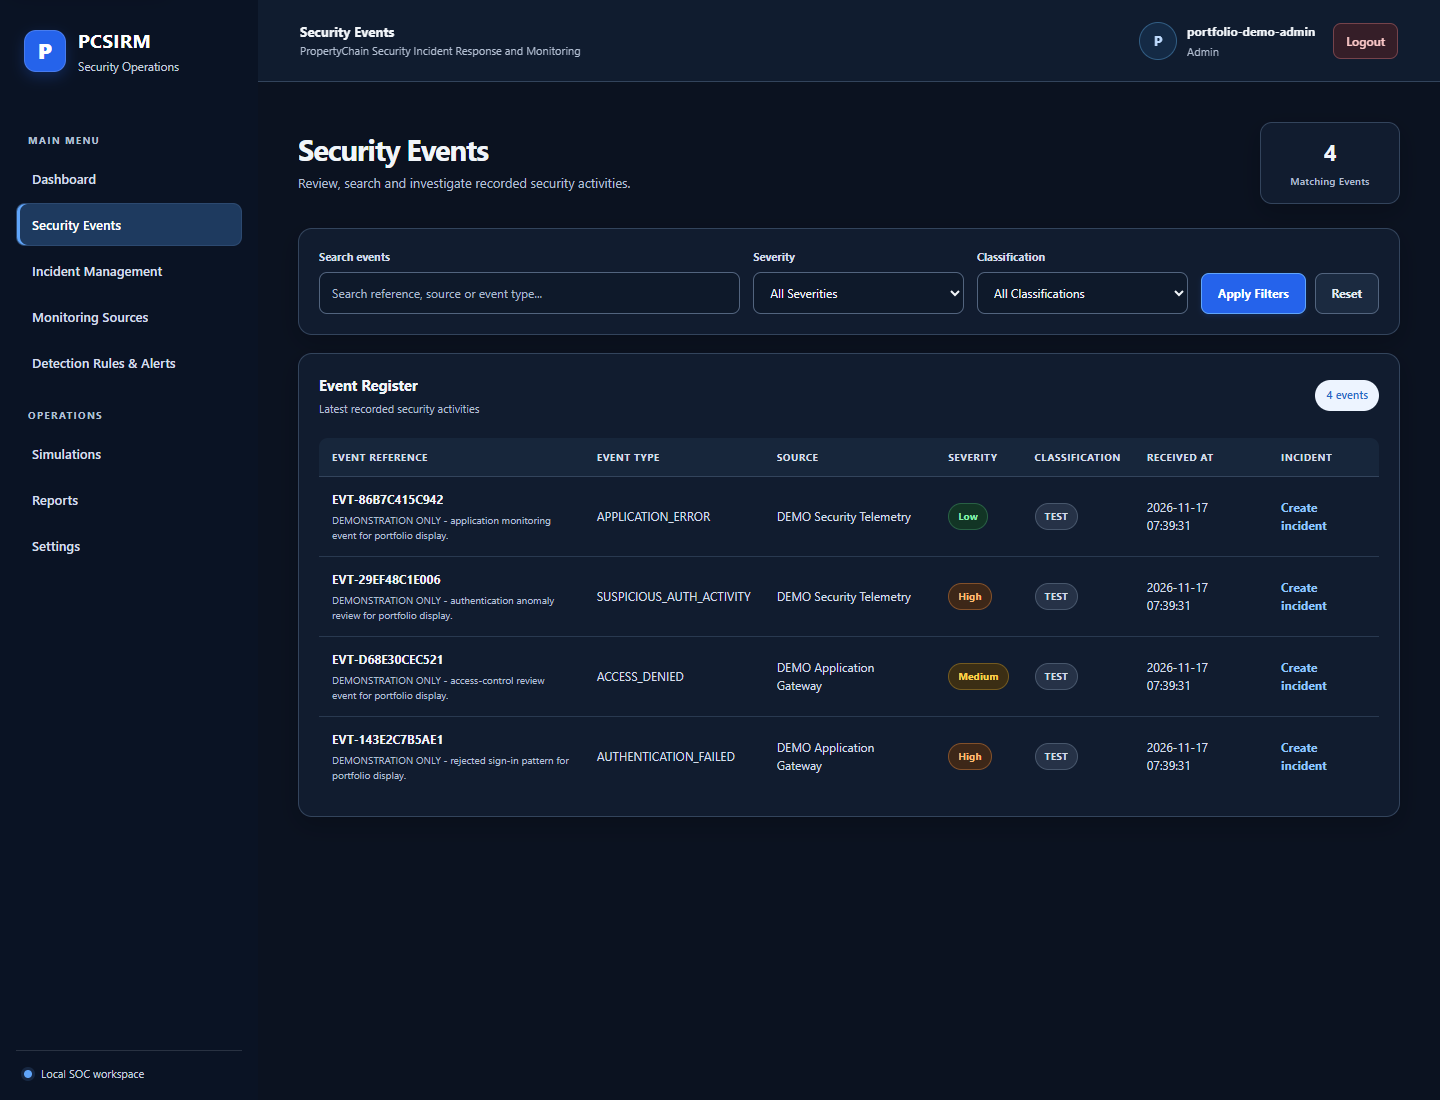 P
PCSIRM
Security Operations
MAIN MENU
Dashboard
Security Events
Incident Management
Monitoring Sources
Detection Rules & Alerts
OPERATIONS
Simulations
Reports
Settings
Local SOC workspace
Security Events
PropertyChain Security Incident Response and Monitoring
P
portfolio-demo-admin
Admin
Logout
Security Events
Review, search and investigate recorded security activities.
4
Matching Events
Search events
Search reference, source or event type...
Severity
All Severities
Classification
All Classifications
Apply Filters
Reset
Event Register
Latest recorded security activities
4 events
EVENT REFERENCE EVENT TYPE SOURCE SEVERITY CLASSIFICATION RECEIVED AT INCIDENT
EVT-86B7C415C942
DEMONSTRATION ONLY - application monitoring
event for portfolio display.
APPLICATION_ERROR
DEMO Security Telemetry
Low
TEST
2026-11-17
07:39:31
Create
incident
EVT-29EF48C1E006
DEMONSTRATION ONLY - authentication anomaly
review for portfolio display.
SUSPICIOUS_AUTH_ACTIVITY
DEMO Security Telemetry
High
TEST
2026-11-17
07:39:31
Create
incident
EVT-D68E30CEC521
DEMONSTRATION ONLY - access-control review
event for portfolio display.
ACCESS_DENIED
DEMO Application
Gateway
Medium
TEST
2026-11-17
07:39:31
Create
incident
EVT-143E2C7B5AE1
DEMONSTRATION ONLY - rejected sign-in pattern for
portfolio display.
AUTHENTICATION_FAILED
DEMO Application
Gateway
High
TEST
2026-11-17
07:39:31
Create
incident